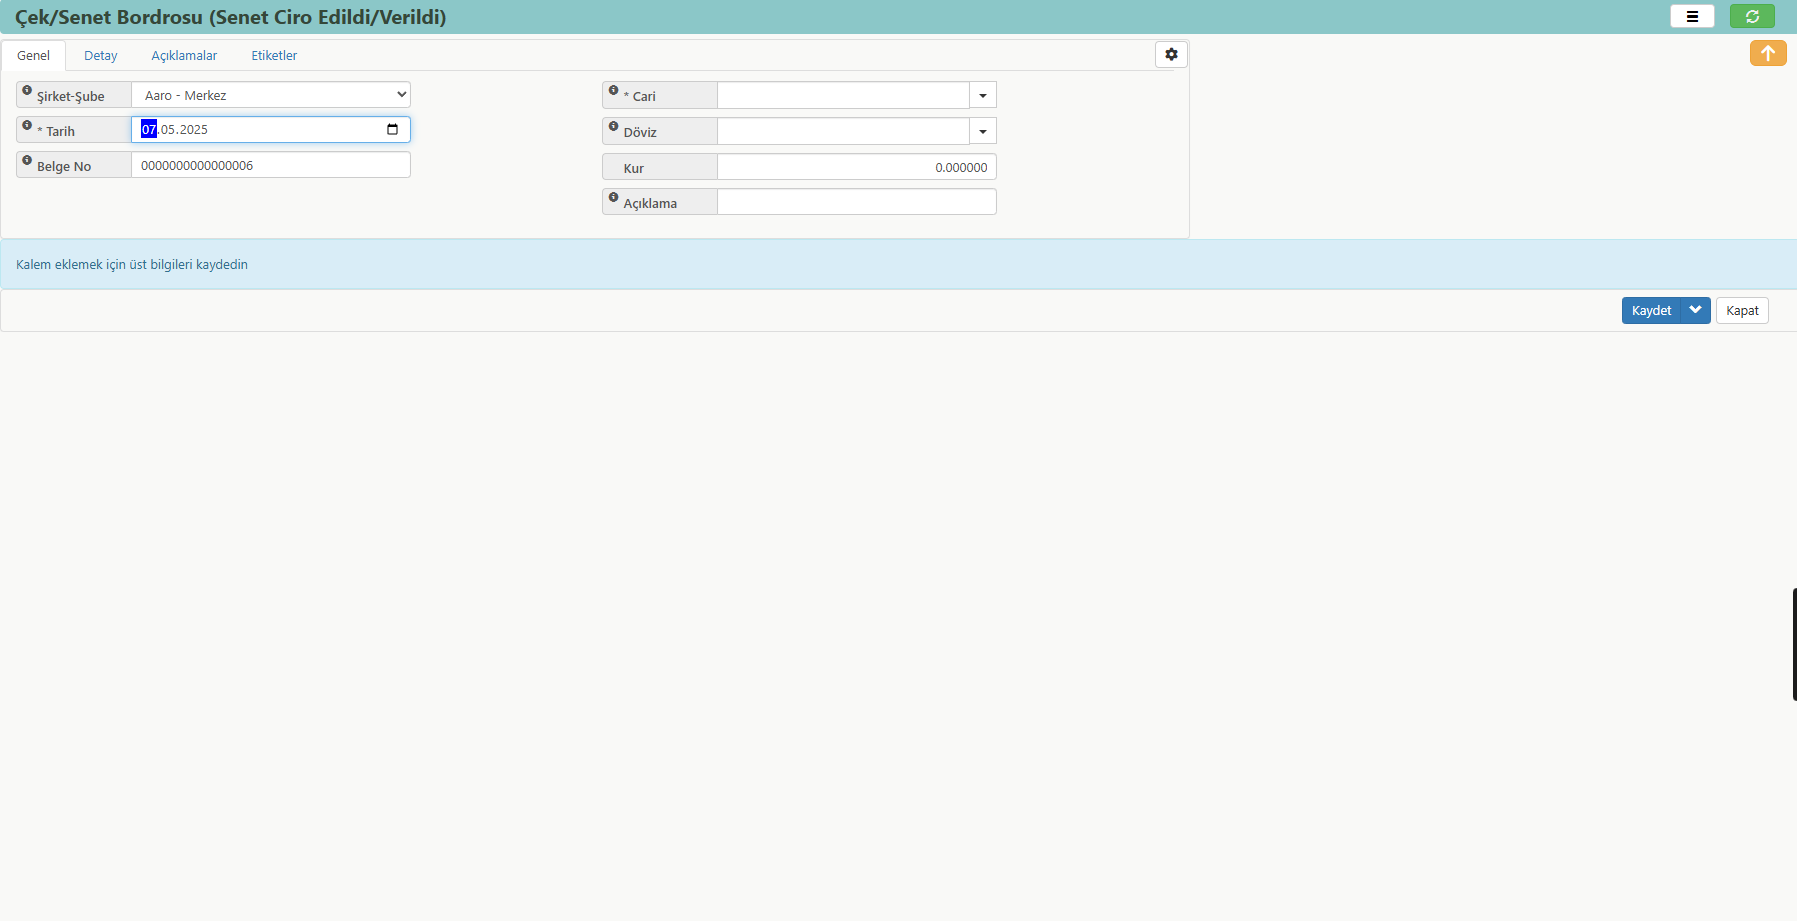 Çek/Senet Bordrosu (Senet Ciro Edildi/Verildi)
Genel
Detay
Açıklamalar
Etiketler
Şirket-Şube
Aaro - Merkez
* Tarih
07.05.2025
Belge No
0000000000000006
* Cari
Döviz
Kur
0.000000
Açıklama
Kalem eklemek için üst bilgileri kaydedin
Kaydet
Kapat